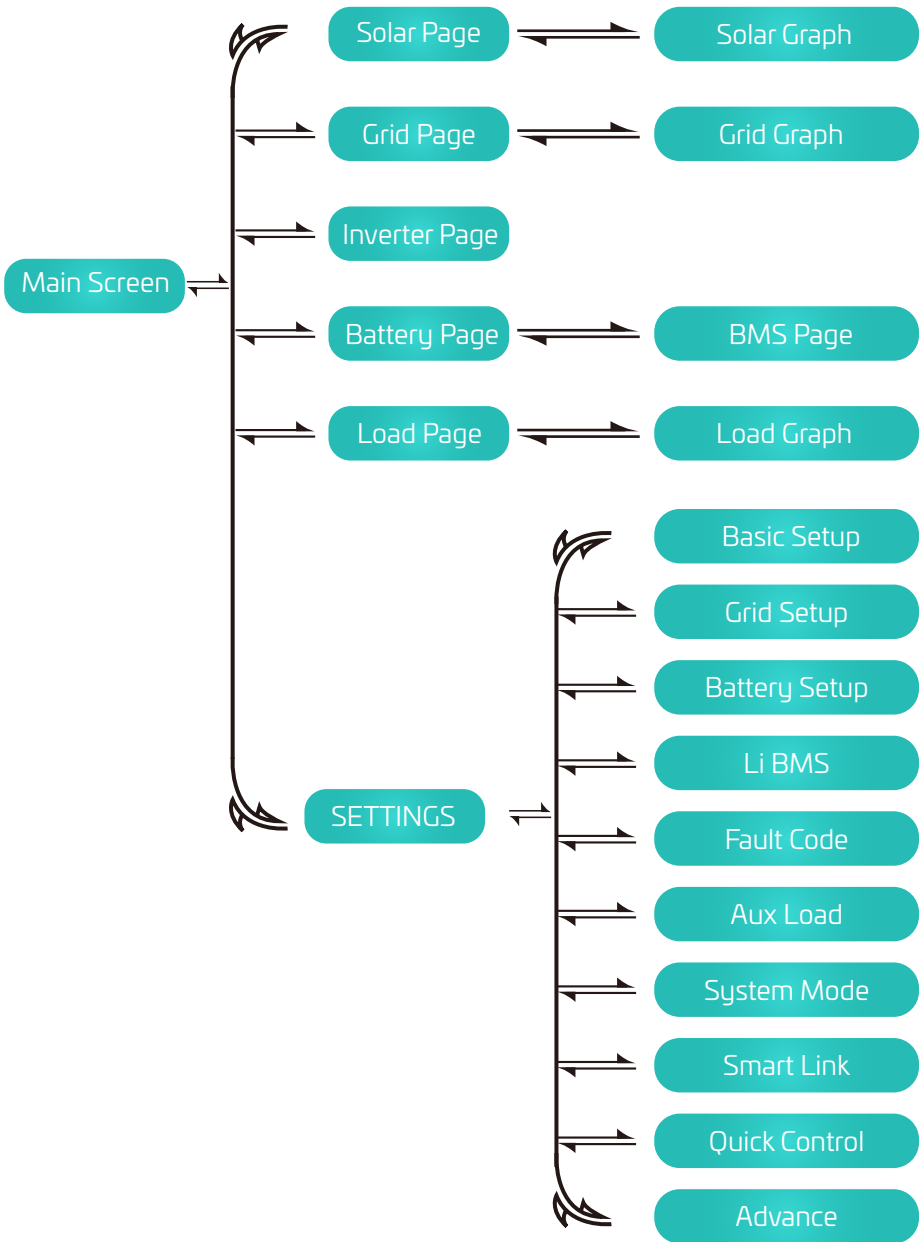 Solar Page
Solar Graph
Grid Page
Grid Graph
Inverter Page
Main Screen
Battery Page
BMS Page
Load Page
Load Graph
Basic Setup
Grid Setup
Battery Setup
Li BMS
SETTINGS
Fault Code
Aux Load
System Mode
Smart Link
Quick Control
Advance